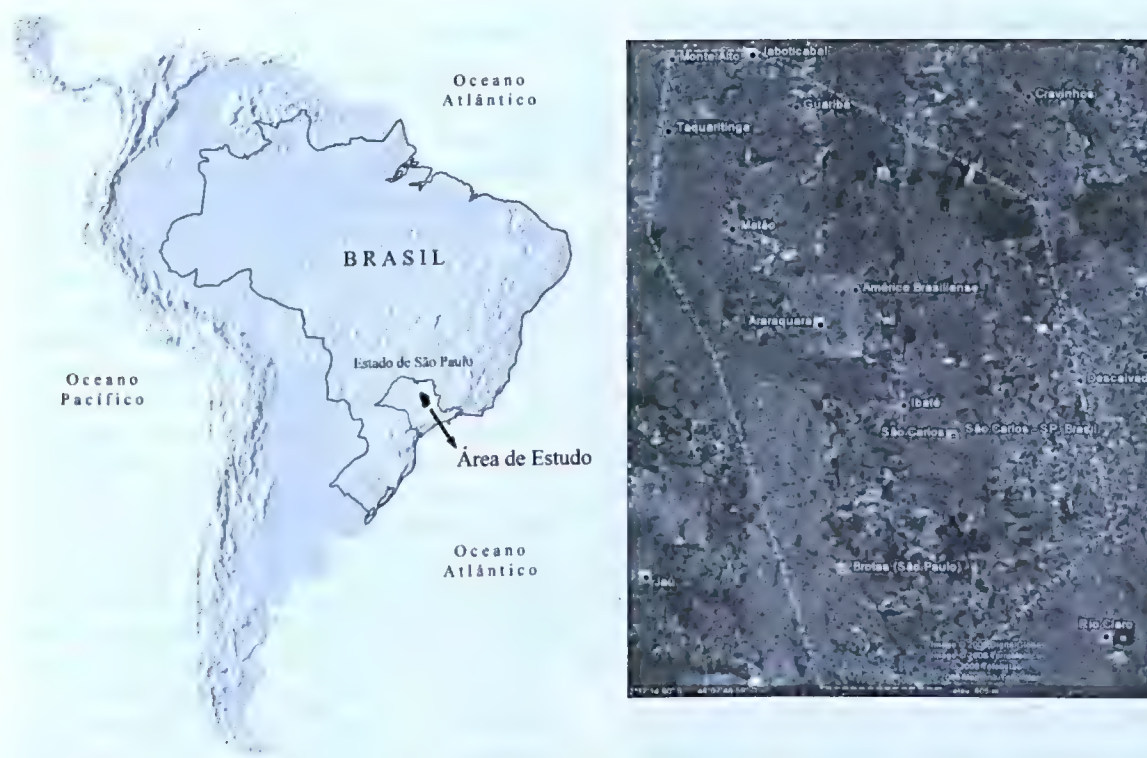 Oceano
Atlântico
BRASIL
Estado de São Paulo
Oceano
Pacífico
Área de Estudo
Oceano
Atlântico
Monte Alto
Jaboticabal
Guariba
Cravinhos
Taquaritinga
Matão
Américo Brasiliense
Araraquara
Descalvado
Ibaté
São Carlos
São Carlos - SP, Brasil
Brotas (São Paulo)
Jaú
Rio Claro